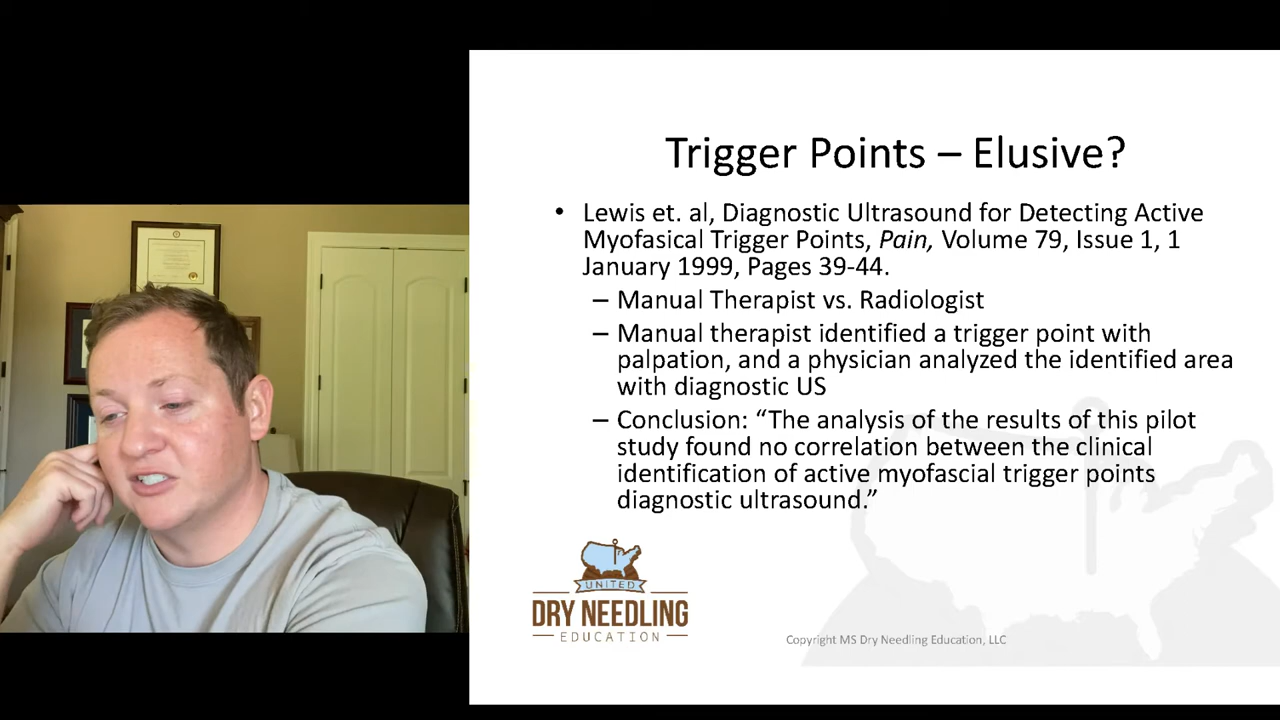 Trigger Points – Elusive?
• Lewis et. al, Diagnostic Ultrasound for Detecting Active
Myofasical Trigger Points, Pain, Volume 79, Issue 1, 1
January 1999, Pages 39-44.
– Manual Therapist vs. Radiologist
– Manual therapist identified a trigger point with
palpation, and a physician analyzed the identified area
with diagnostic US
– Conclusion: “The analysis of the results of this pilot
study found no correlation between the clinical
identification of active myofascial trigger points
diagnostic ultrasound.”
UNITED
DRY NEEDLING
EDUCATION
Copyright MS Dry Needling Education, LLC